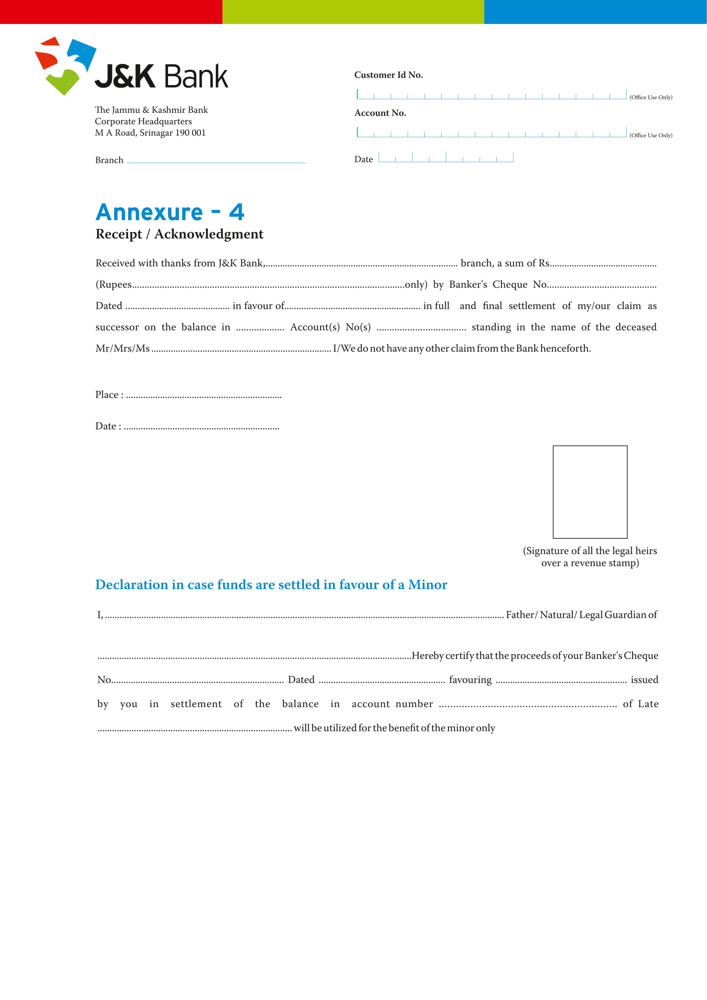 J&K Bank
The Jammu & Kashmir Bank
Corporate Headquarters
M A Road, Srinagar 190 001
Branch
Customer Id No.
(Office Use Only)
Account No.
(Office Use Only)
Date
Annexure - 4
Receipt / Acknowledgment
Received with thanks from J&K Bank,.............................................................................. branch, a sum of Rs...........................................
(Rupees..............................................................................................................only) by Banker's Cheque No............................................
Dated .......................................... in favour of....................................................... in full and final settlement of my/our claim as
successor on the balance in ................... Account(s) No(s) ................................... standing in the name of the deceased
Mr/Mrs/Ms.......................................................................... I/We do not have any other claim from the Bank henceforth.
Place : ................................................................
Date : ................................................................
(Signature of all the legal heirs
over a revenue stamp)
Declaration in case funds are settled in favour of a Minor
I, .................................................................................................................................................................... Father/ Natural/ Legal Guardian of
.................................................................................................................................Hereby certify that the proceeds of your Banker's Cheque
No....................................................................... Dated .................................................... favouring ...................................................... issued
by you in settlement of the balance in account number .............................................................. of Late
................................................................................ will be utilized for the benefit of the minor only